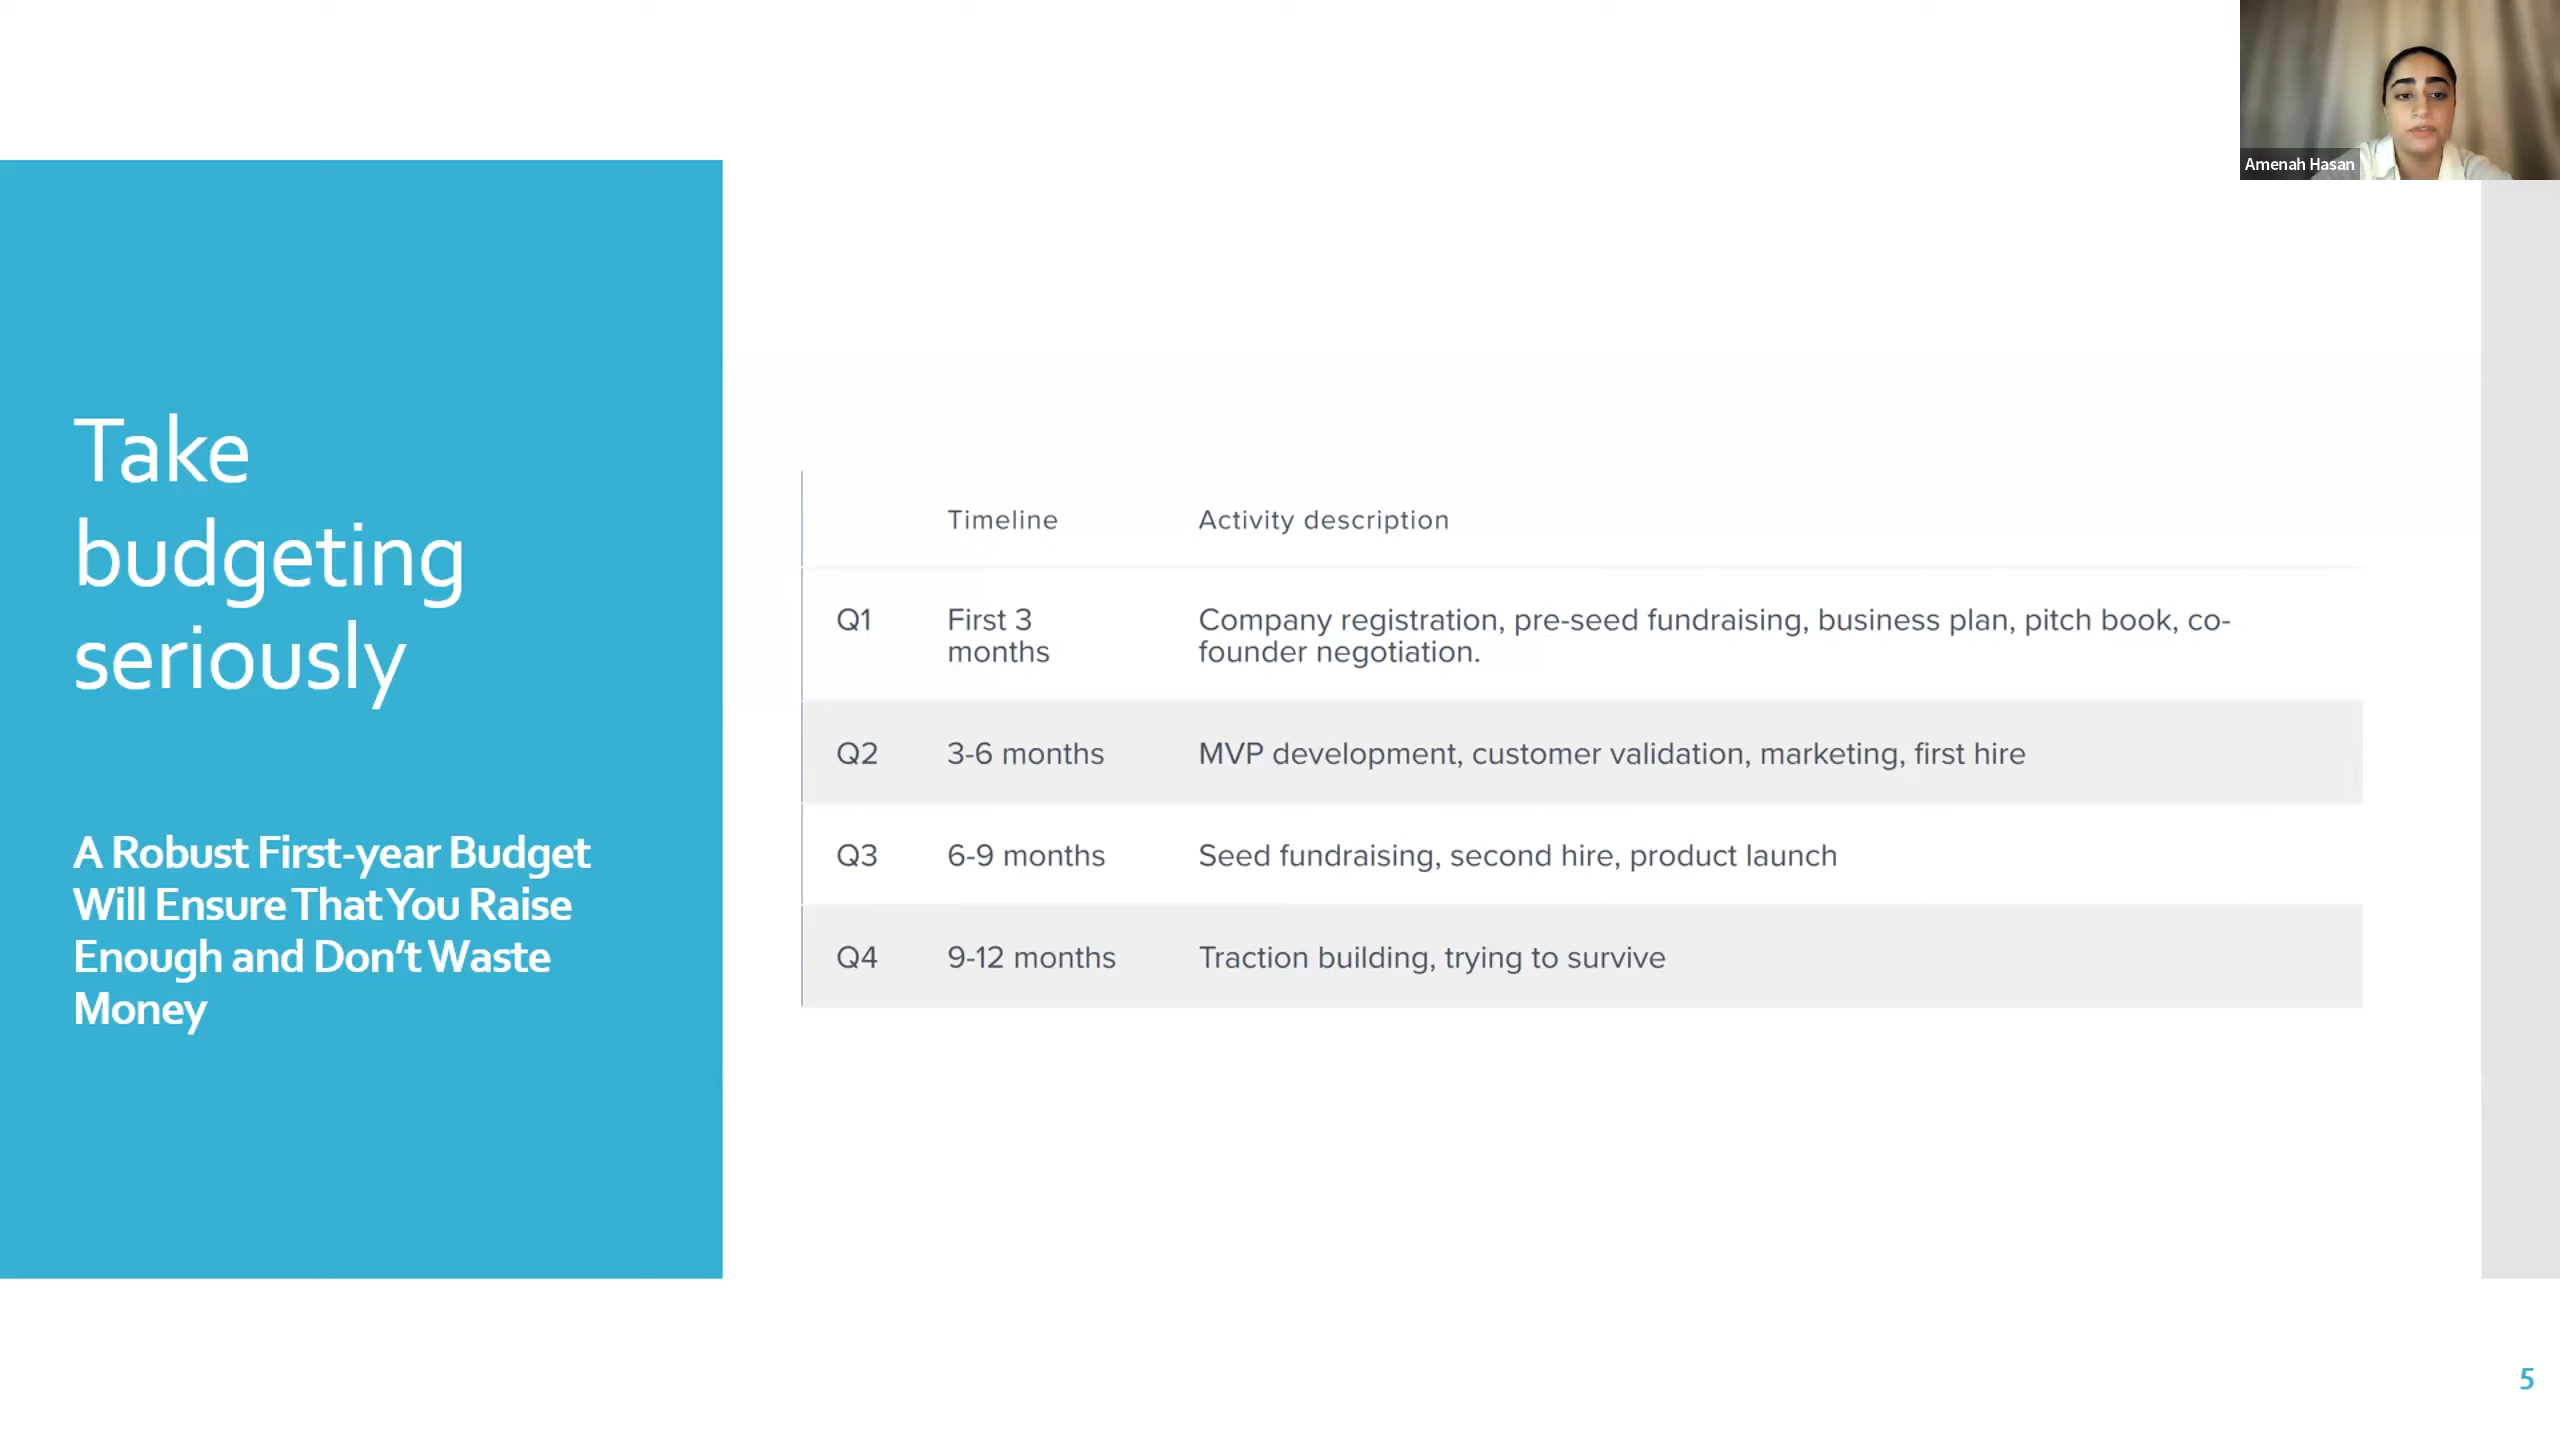 Amenah Hasan
Take
budgeting
seriously
A Robust First-year Budget
Will Ensure That You Raise
Enough and Don’t Waste
Money
Timeline Activity description
Q1 First 3 months Company registration, pre-seed fundraising, business plan, pitch book, co-
founder negotiation.
Q2 3-6 months MVP development, customer validation, marketing, first hire
Q3 6-9 months Seed fundraising, second hire, product launch
Q4 9-12 months Traction building, trying to survive
5